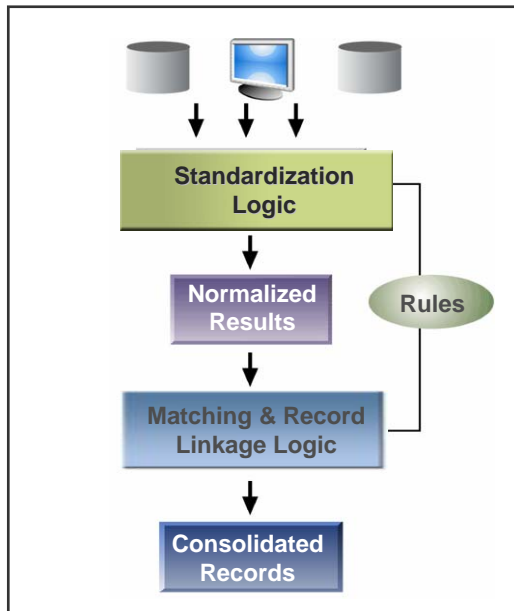 Standardization
Logic
Normalized
Results
Rules
Matching & Record
Linkage Logic
Consolidated
Records